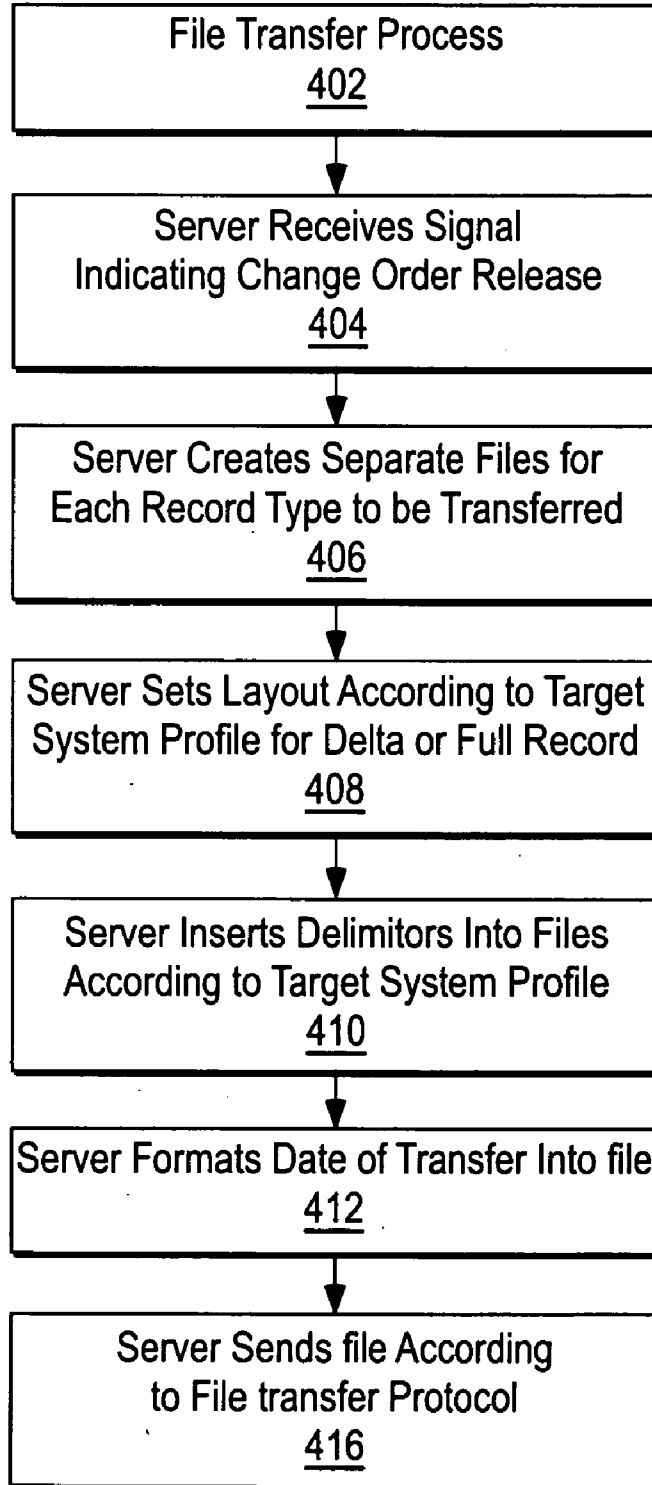 File Transfer Process
402
Server Receives Signal
Indicating Change Order Release
404
Server Creates Separate Files for
Each Record Type to be Transferred
406
Server Sets Layout According to Target
System Profile for Delta or Full Record
408
Server Inserts Delimitors Into Files
According to Target System Profile
410
Server Formats Date of Transfer Into file
412
Server Sends file According
to File transfer Protocol
416